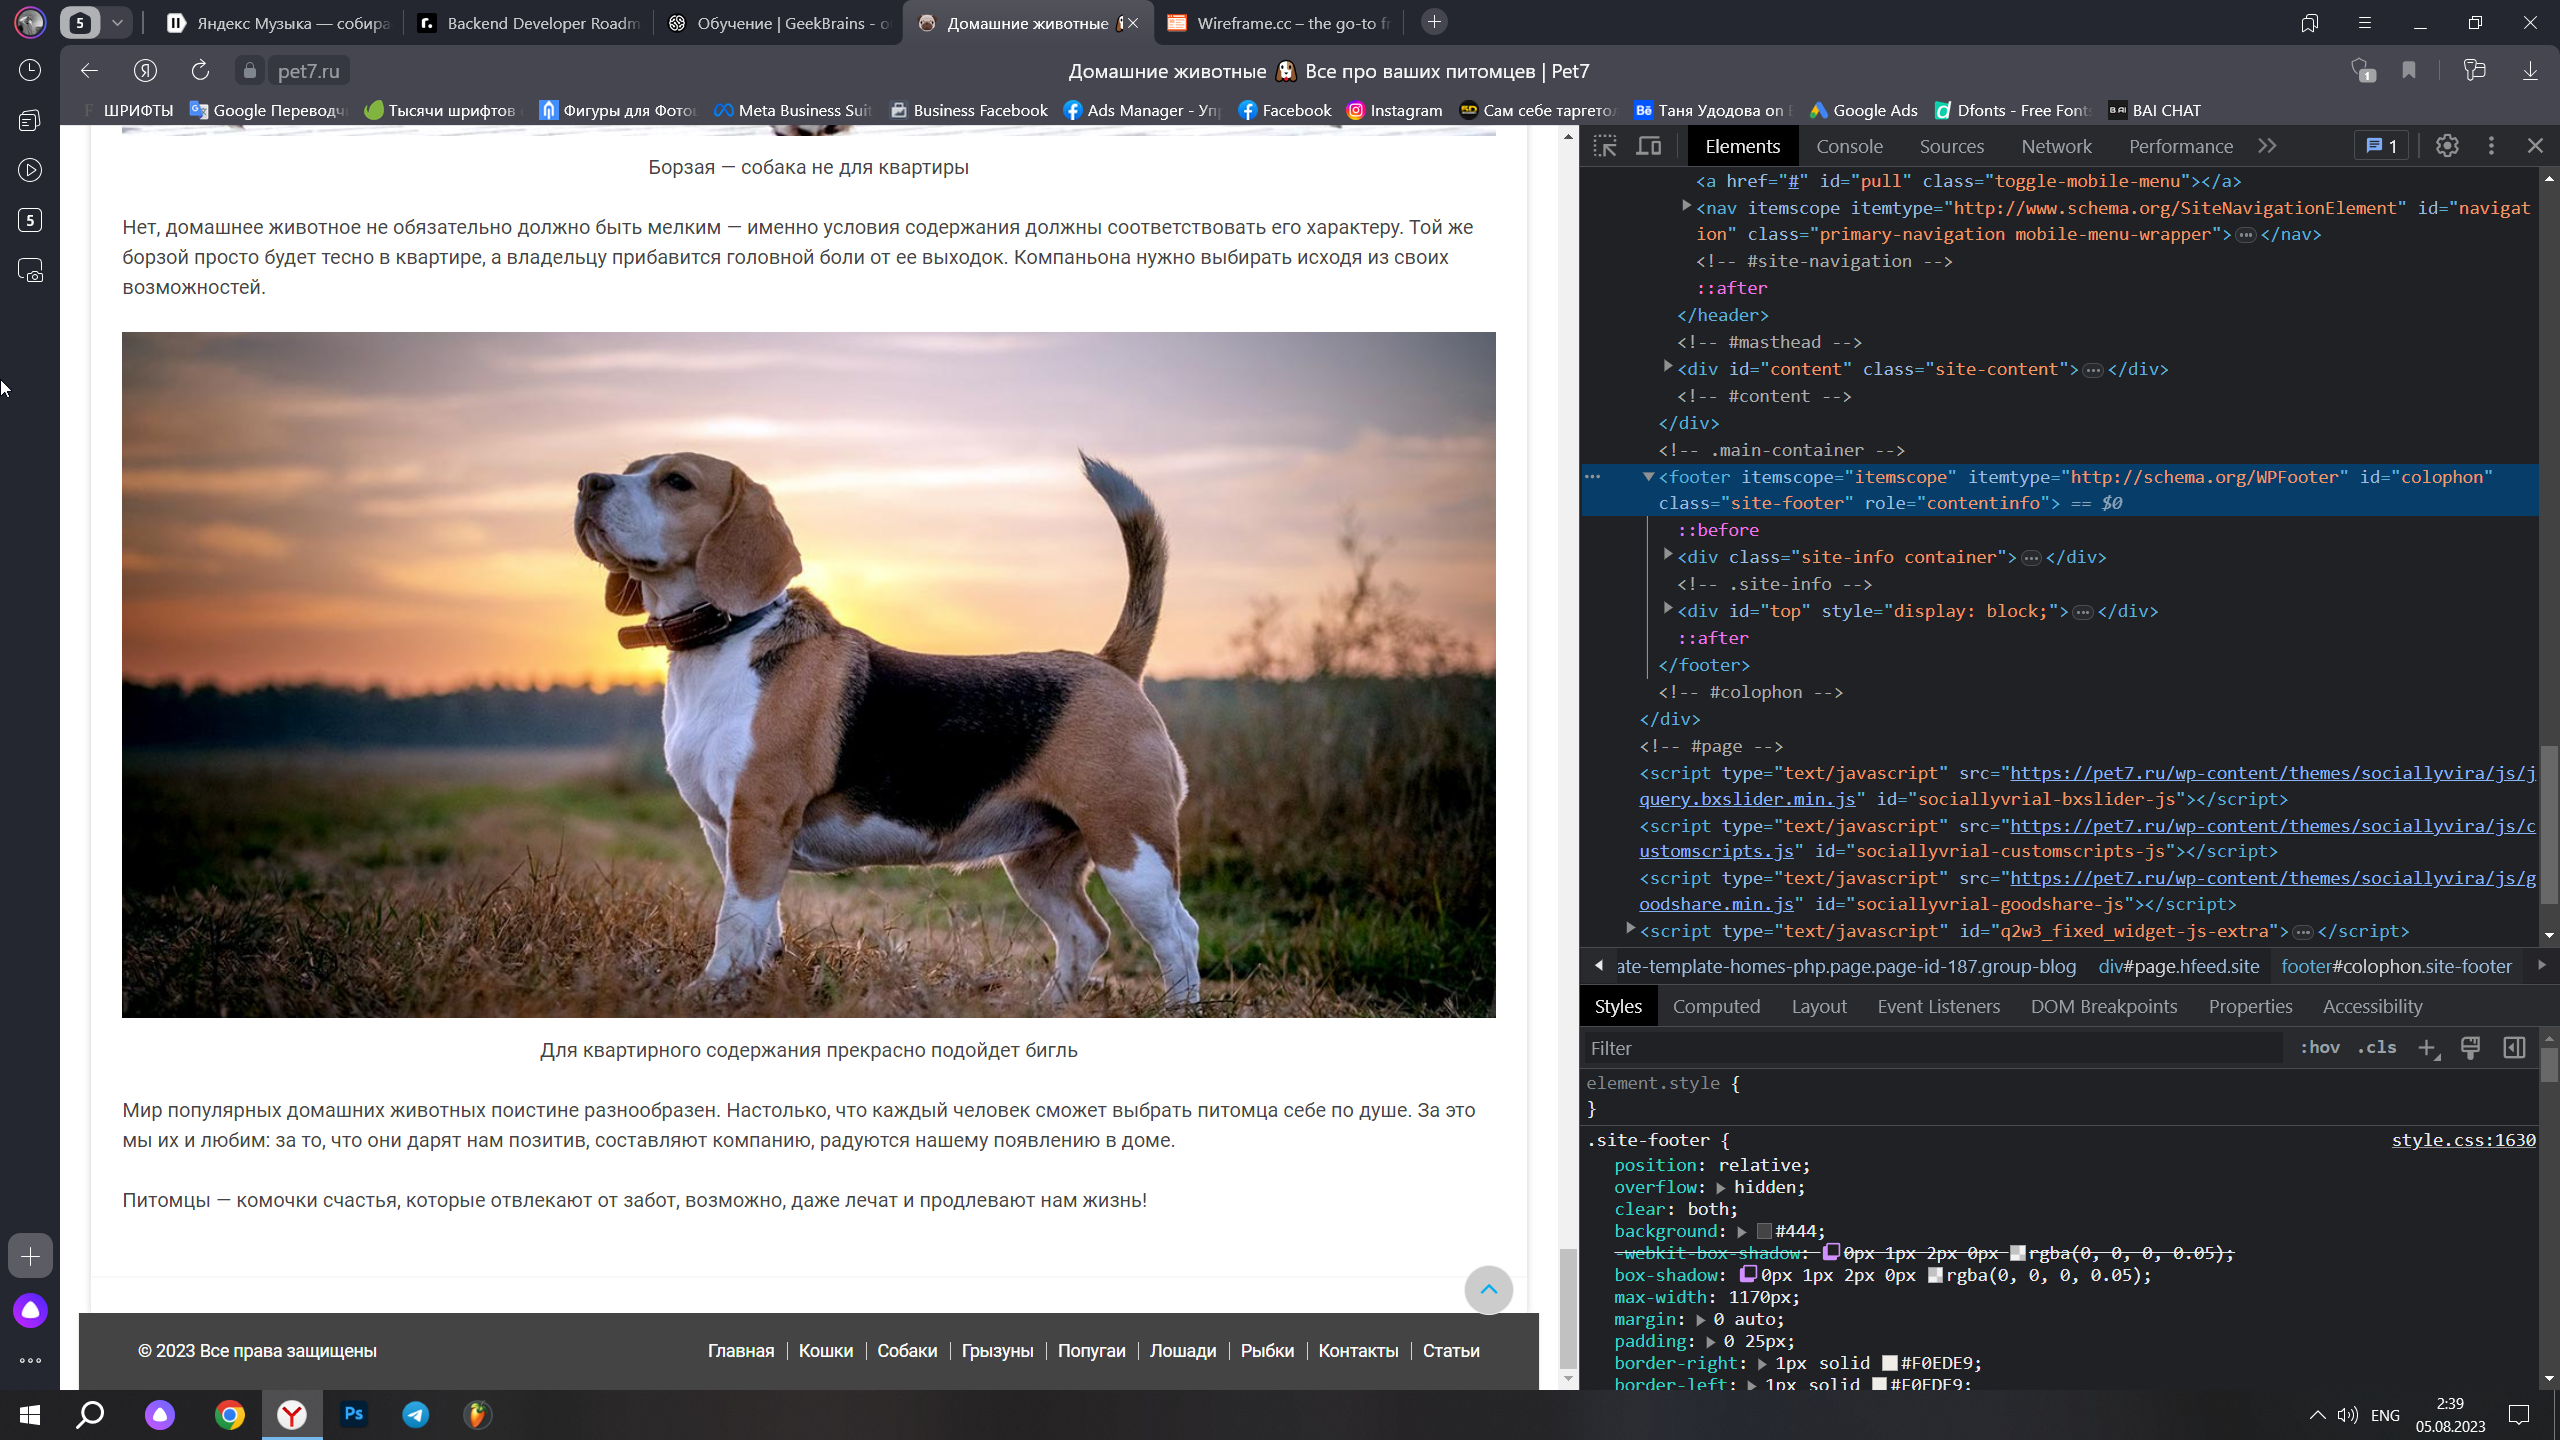 5
Яндекс Музыка — собира
Backend Developer Roadm
Обучение | GeekBrains - о
Домашние животные
Wireframe.cc – the go-to f
pet7.ru
Домашние животные 🐶 Все про ваших питомцев | Pet7
1
ШРИФТЫ
Google Переводч
Тысячи шрифтов
Фигуры для Фото
Meta Business Suit
Business Facebook
Ads Manager - Уп
Facebook
Instagram
Сам себе таргето
Таня Удодова on
Google Ads
Dfonts - Free Font
BAI CHAT
5
Борзая — собака не для квартиры
Нет, домашнее животное не обязательно должно быть мелким — именно условия содержания должны соответствовать его характеру. Той же
борзой просто будет тесно в квартире, а владельцу прибавится головной боли от ее выходок. Компаньона нужно выбирать исходя из своих
возможностей.
Для квартирного содержания прекрасно подойдет бигль
Мир популярных домашних животных поистине разнообразен. Настолько, что каждый человек сможет выбрать питомца себе по душе. За это
мы их и любим: за то, что они дарят нам позитив, составляют компанию, радуются нашему появлению в доме.
Питомцы — комочки счастья, которые отвлекают от забот, возможно, даже лечат и продлевают нам жизнь!
© 2023 Все права защищены
Главная | Кошки | Собаки | Грызуны | Попугаи | Лошади | Рыбки | Контакты | Статьи
Elements Console Sources Network Performance
1
<a href="#" id="pull" class="toggle-mobile-menu"></a>
<nav itemscope itemtype="http://www.schema.org/SiteNavigationElement" id="navigat
ion" class="primary-navigation mobile-menu-wrapper">…</nav>
<!-- #site-navigation -->
::after
</header>
<!-- #masthead -->
<div id="content" class="site-content">…</div>
<!-- #content -->
</div>
<!-- .main-container -->
<footer itemscope="itemscope" itemtype="http://schema.org/WPFooter" id="colophon"
class="site-footer" role="contentinfo"> == $0
::before
<div class="site-info container">…</div>
<!-- .site-info -->
<div id="top" style="display: block;">…</div>
::after
</footer>
<!-- #colophon -->
</div>
<!-- #page -->
<script type="text/javascript" src="https://pet7.ru/wp-content/themes/sociallyvira/js/j
query.bxslider.min.js" id="sociallyvrial-bxslider-js"></script>
<script type="text/javascript" src="https://pet7.ru/wp-content/themes/sociallyvira/js/c
ustomscripts.js" id="sociallyvrial-customscripts-js"></script>
<script type="text/javascript" src="https://pet7.ru/wp-content/themes/sociallyvira/js/g
oodshare.min.js" id="sociallyvrial-goodshare-js"></script>
<script type="text/javascript" id="q2w3_fixed_widget-js-extra">…</script>
ate-template-homes-php.page.page-id-187.group-blog div#page.hfeed.site footer#colophon.site-footer
Styles Computed Layout Event Listeners DOM Breakpoints Properties Accessibility
Filter :hov .cls
element.style {
}
.site-footer { style.css:1630
position: relative;
overflow: hidden;
clear: both;
background: #444;
-webkit-box-shadow: 0px 1px 2px 0px rgba(0, 0, 0, 0.05);
box-shadow: 0px 1px 2px 0px rgba(0, 0, 0, 0.05);
max-width: 1170px;
margin: 0 auto;
padding: 0 25px;
border-right: 1px solid #F0EDE9;
border-left: 1px solid #F0EDE9;
Ps
ENG
2:39
05.08.2023